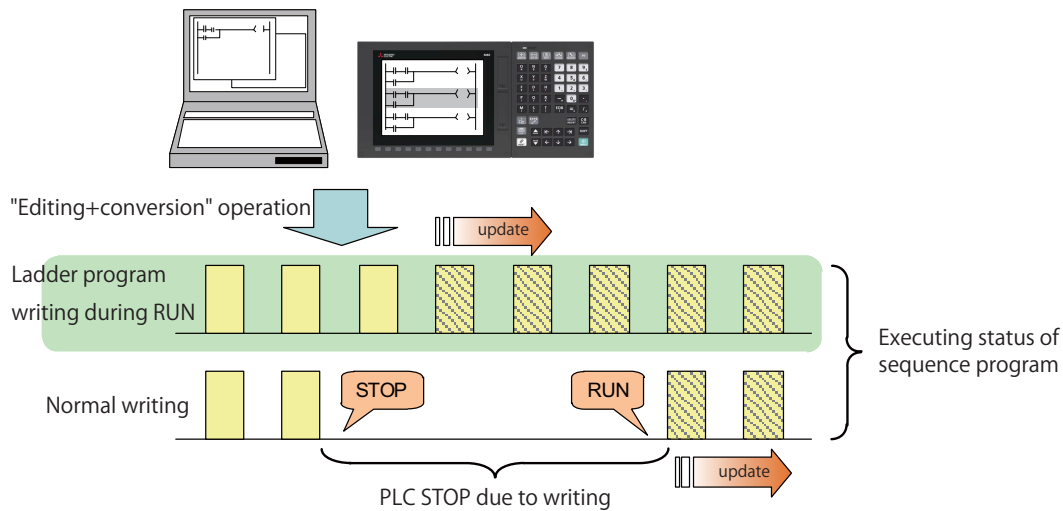 "Editing+conversion" operation
update
Ladder program
writing during RUN
Executing status of
sequence program
STOP
RUN
Normal writing
update
PLC STOP due to writing